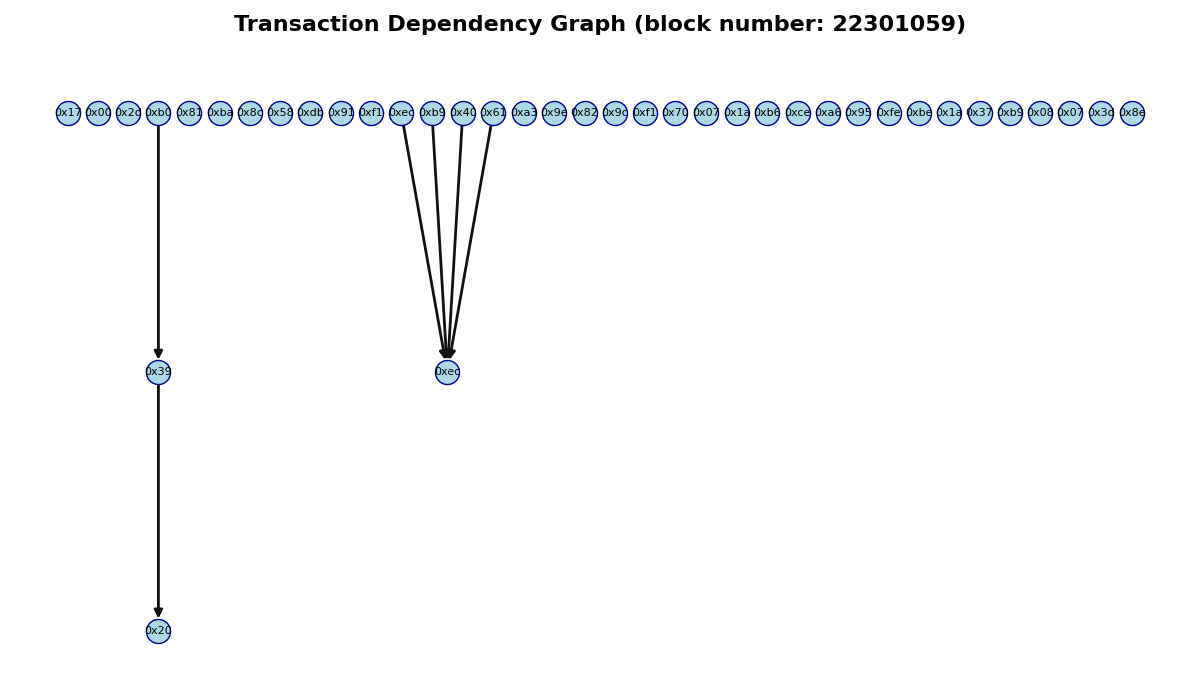 Transaction Dependency Graph (block number: 22301059)
0x17 0x00 0x2d 0xb0 0x81 0xba 0x8c 0x58 0xdb 0x91 0xf1 0xec 0xb9 0x40 0x61 0xa3 0x9e 0x82 0x9c 0xf1 0x70 0x07 0x1a 0xb6 0xce 0xa6 0x95 0xfe 0xbe 0x1a 0x37 0xb9 0x08 0x07 0x3d 0x8e
0x39 0xec
0x20